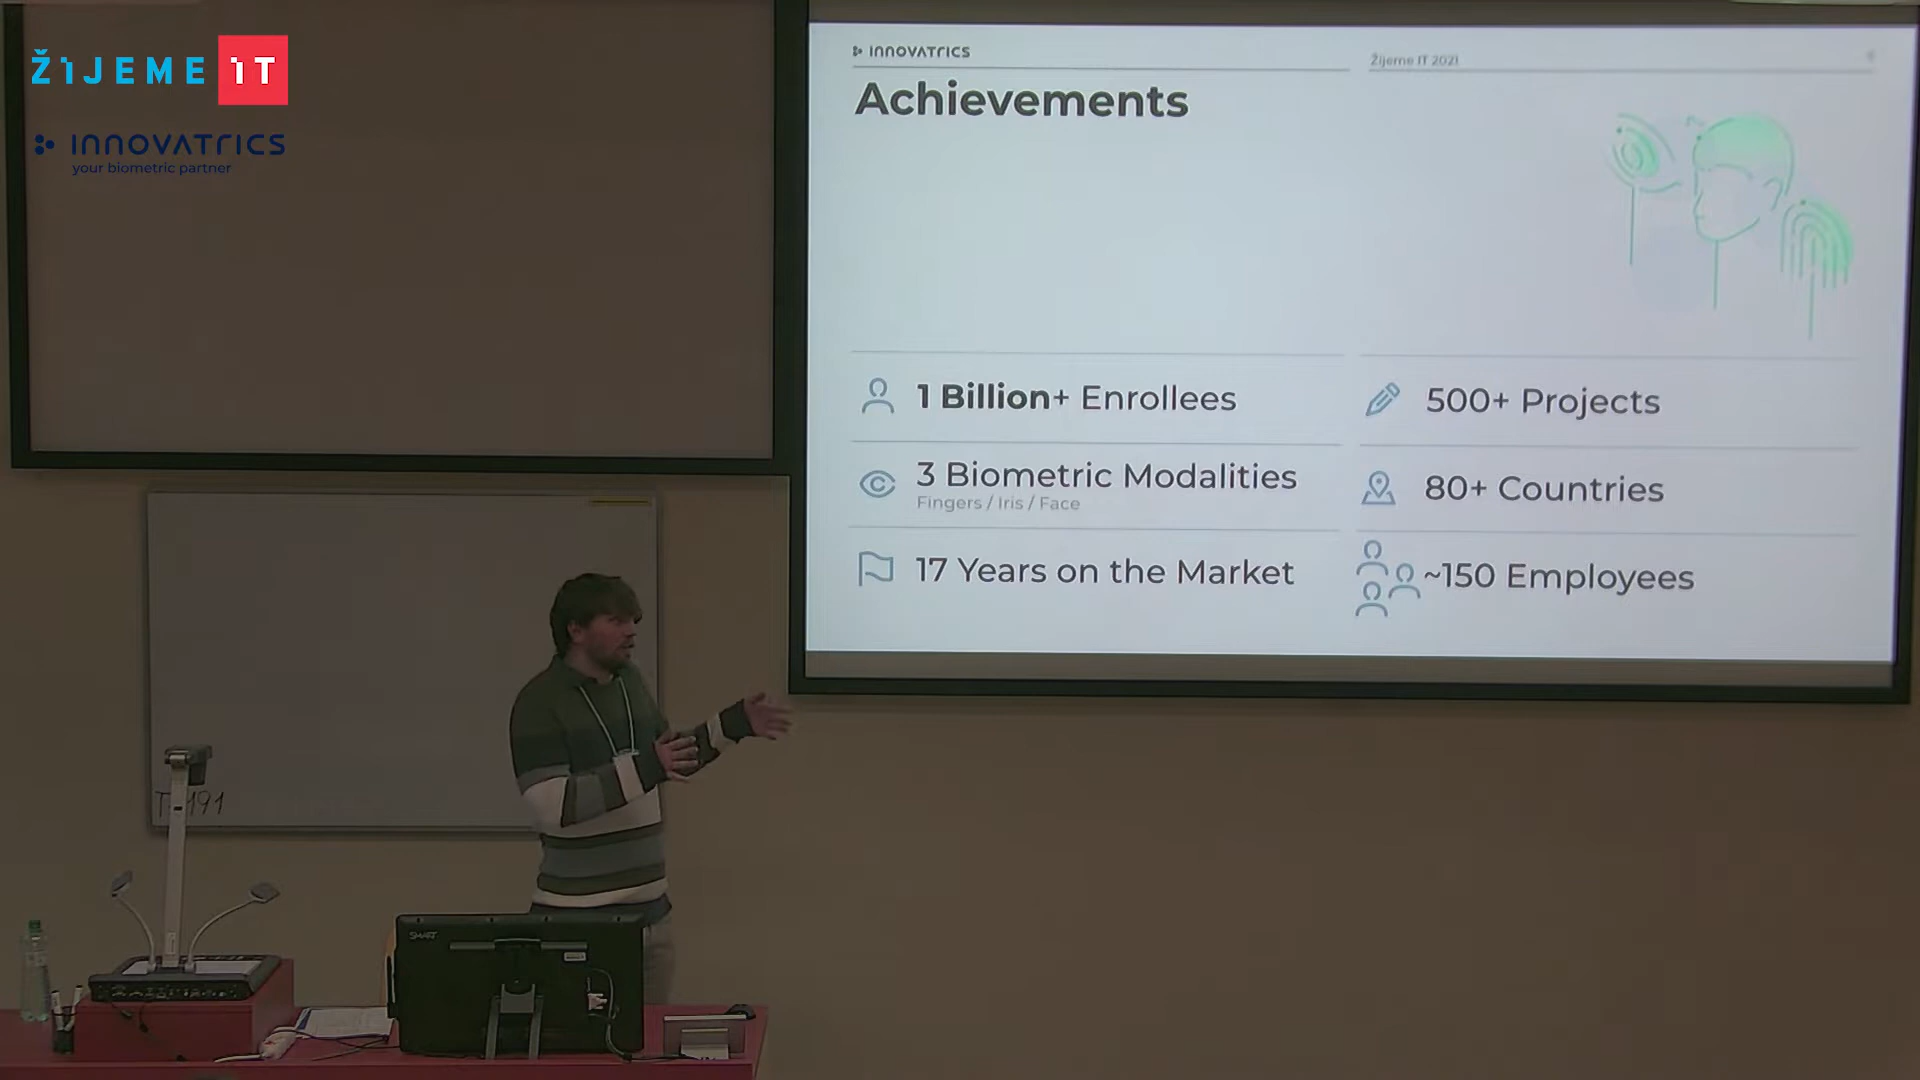 ŽIJEME IT
INNOVATRICS
your biometric partner
INNOVATRICS
Žijeme IT 2021
Achievements
1 Billion+ Enrollees
500+ Projects
3 Biometric Modalities
Fingers / Iris / Face
80+ Countries
17 Years on the Market
~150 Employees
SMART